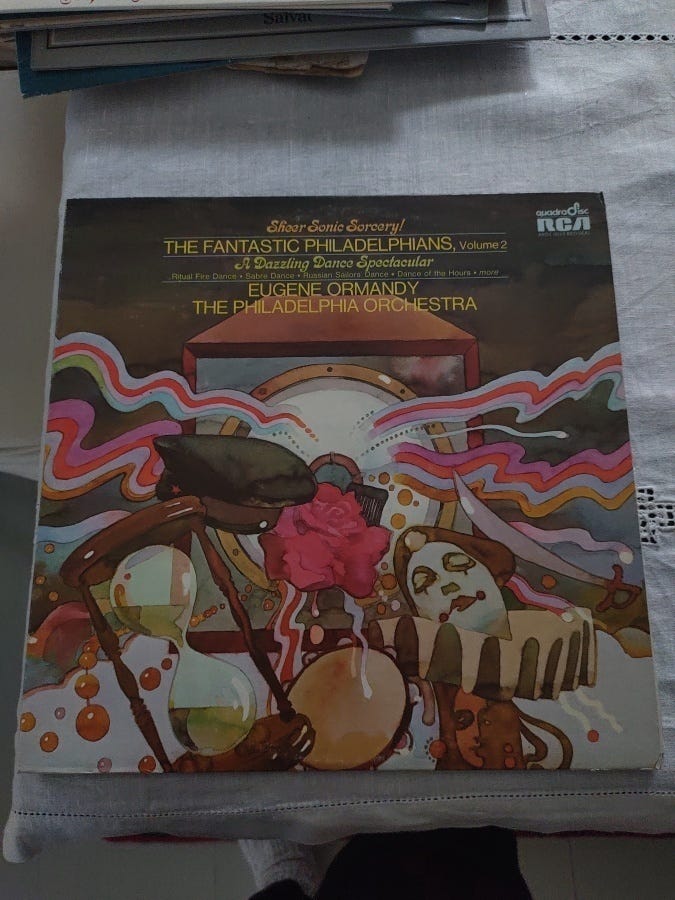 Salvat
Sheer Sonic Sorcery!
THE FANTASTIC PHILADELPHIANS, Volume 2
A Dazzling Dance Spectacular
Ritual Fire Dance • Sabre Dance • Russian Sailors' Dance • Dance of the Hours • more
EUGENE ORMANDY
THE PHILADELPHIA ORCHESTRA
quadradisc
RCA